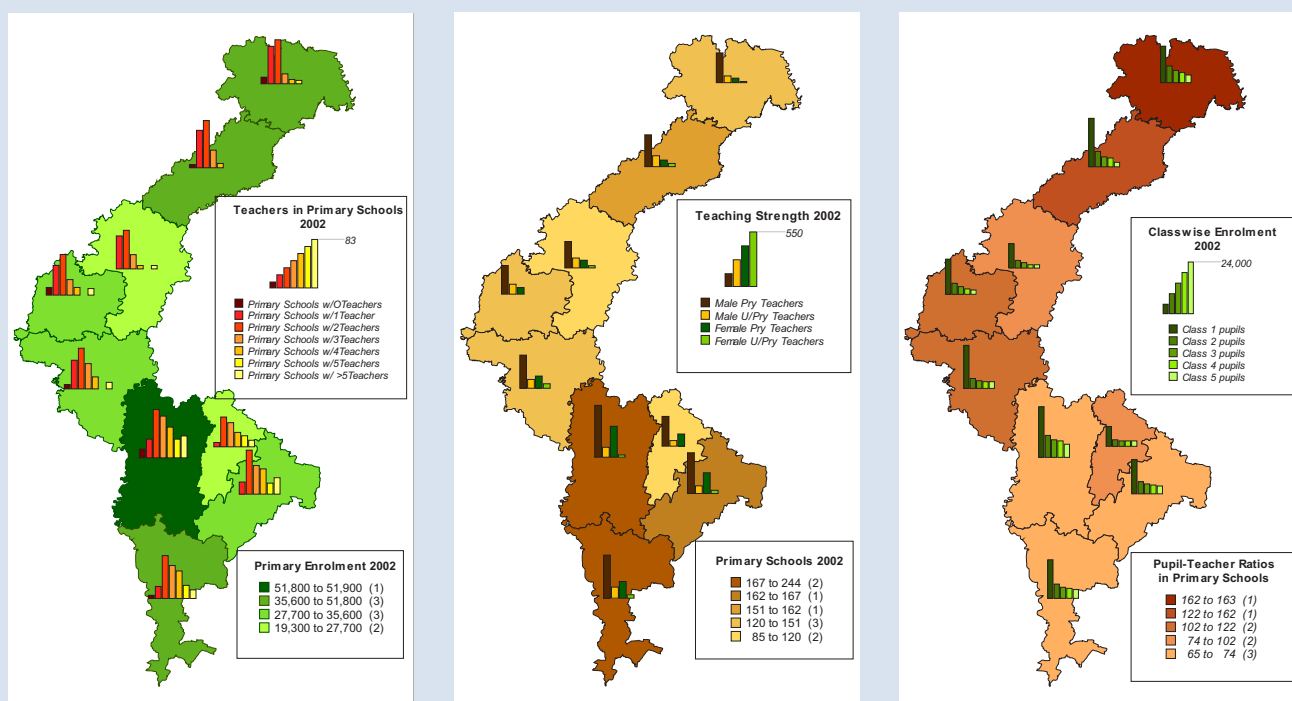 Teachers in Primary Schools
2002
83
Primary Schools w/OTeachers
Primary Schools w/1Teacher
Primary Schools w/2Teachers
Primary Schools w/3Teachers
Primary Schools w/4Teachers
Primary Schools w/5Teachers
Primary Schools w/ >5Teachers
Primary Enrolment 2002
51,800 to 51,900 (1)
35,600 to 51,800 (3)
27,700 to 35,600 (3)
19,300 to 27,700 (2)
Teaching Strength 2002
550
Male Pry Teachers
Male U/Pry Teachers
Female Pry Teachers
Female U/Pry Teachers
Primary Schools 2002
167 to 244 (2)
162 to 167 (1)
151 to 162 (1)
120 to 151 (3)
85 to 120 (2)
Classwise Enrolment
2002
24,000
Class 1 pupils
Class 2 pupils
Class 3 pupils
Class 4 pupils
Class 5 pupils
Pupil-Teacher Ratios
in Primary Schools
162 to 163 (1)
122 to 162 (1)
102 to 122 (2)
74 to 102 (2)
65 to 74 (3)